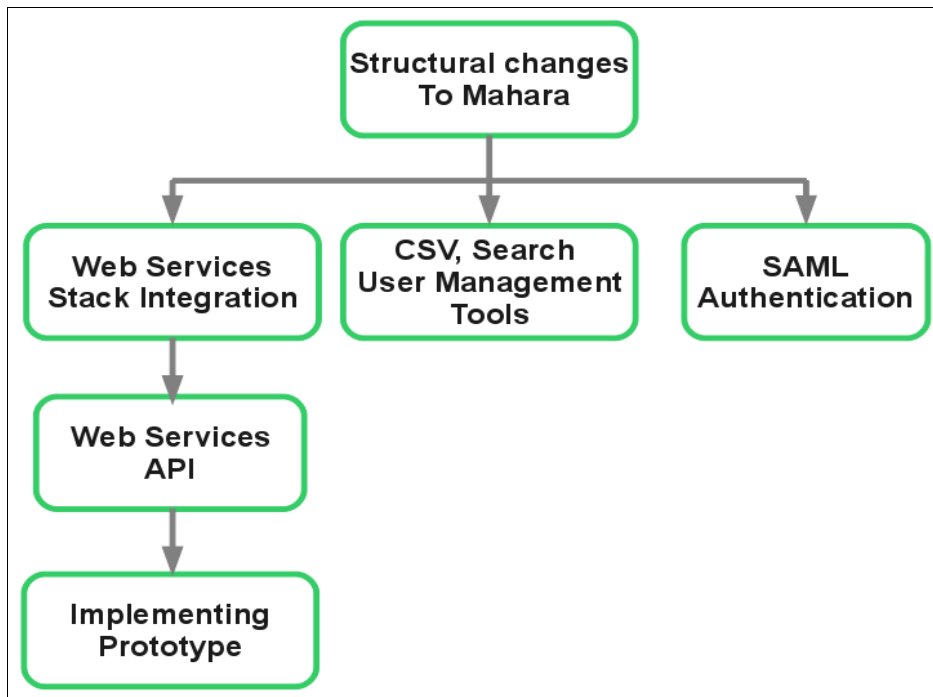 Structural changes
To Mahara
Web Services
Stack Integration
CSV, Search
User Management
Tools
SAML
Authentication
Web Services
API
Implementing
Prototype